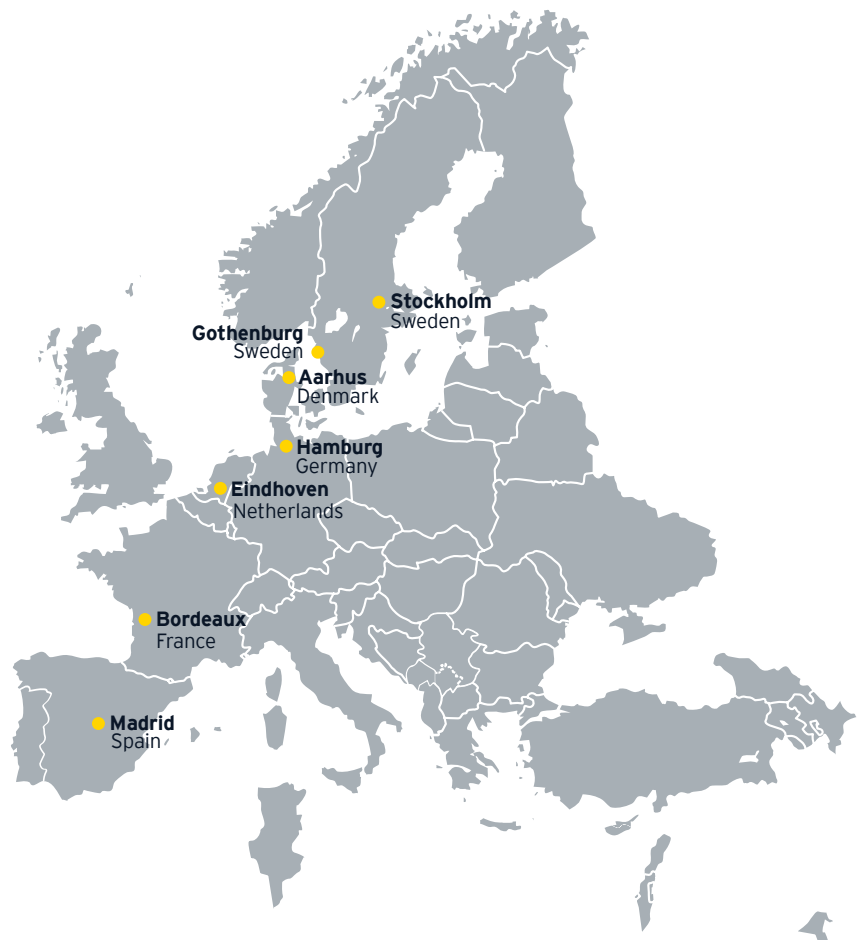 Stockholm
Sweden
Gothenburg
Sweden
Aarhus
Denmark
Hamburg
Germany
Eindhoven
Netherlands
Bordeaux
France
Madrid
Spain